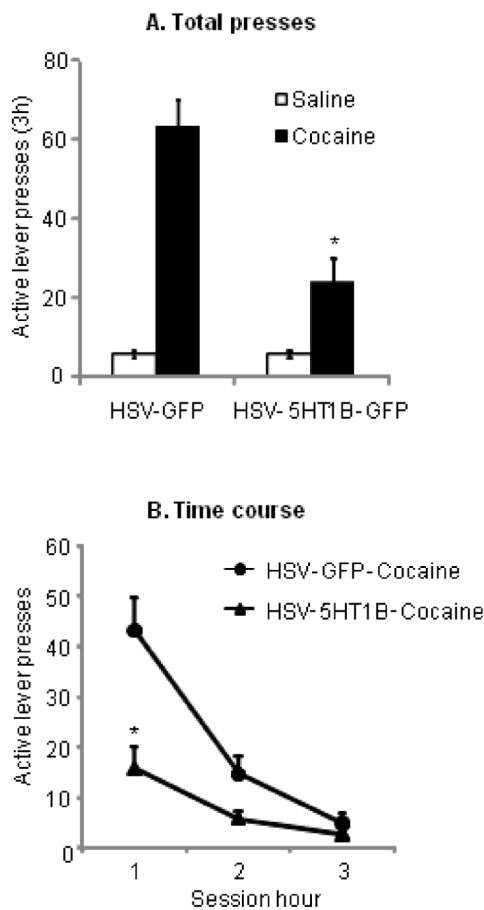 A. Total presses
Active lever presses (3h)
80
60
40
20
0
Saline
Cocaine
*
HSV-GFP
HSV-5HT1B-GFP
B. Time course
Active lever presses
60
50
40
30
20
10
0
HSV-GFP-Cocaine
HSV-5HT1B-Cocaine
*
1 2 3
Session hour